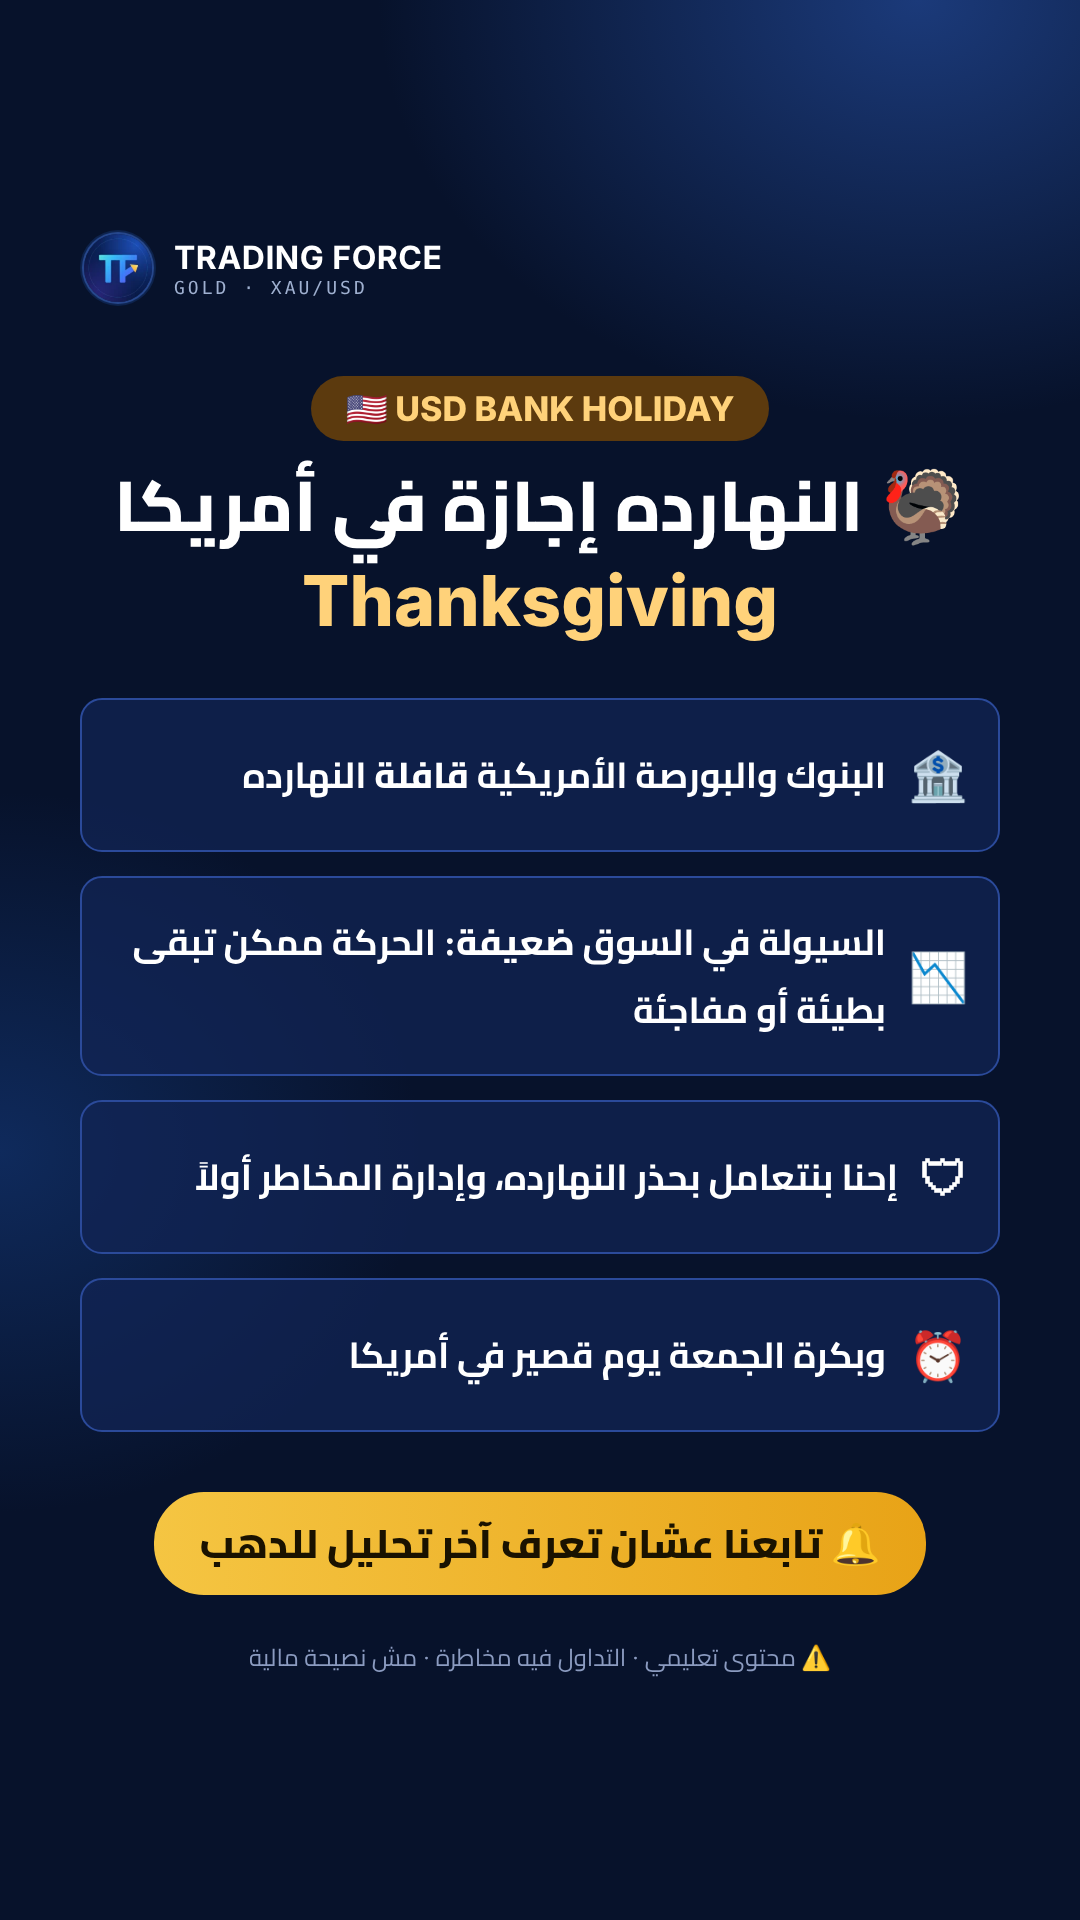 TRADING FORCE
GOLD · XAU/USD
🇺🇸 USD BANK HOLIDAY
🦃 النهارده إجازة في أمريكا
Thanksgiving
🏦 البنوك والبورصة الأمريكية قافلة النهارده
📉 السيولة في السوق ضعيفة: الحركة ممكن تبقى
بطيئة أو مفاجئة
🛡 إحنا بنتعامل بحذر النهارده، وإدارة المخاطر أولاً
⏰ وبكرة الجمعة يوم قصير في أمريكا
🔔 تابعنا عشان تعرف آخر تحليل للدهب
⚠️ محتوى تعليمي · التداول فيه مخاطرة · مش نصيحة مالية